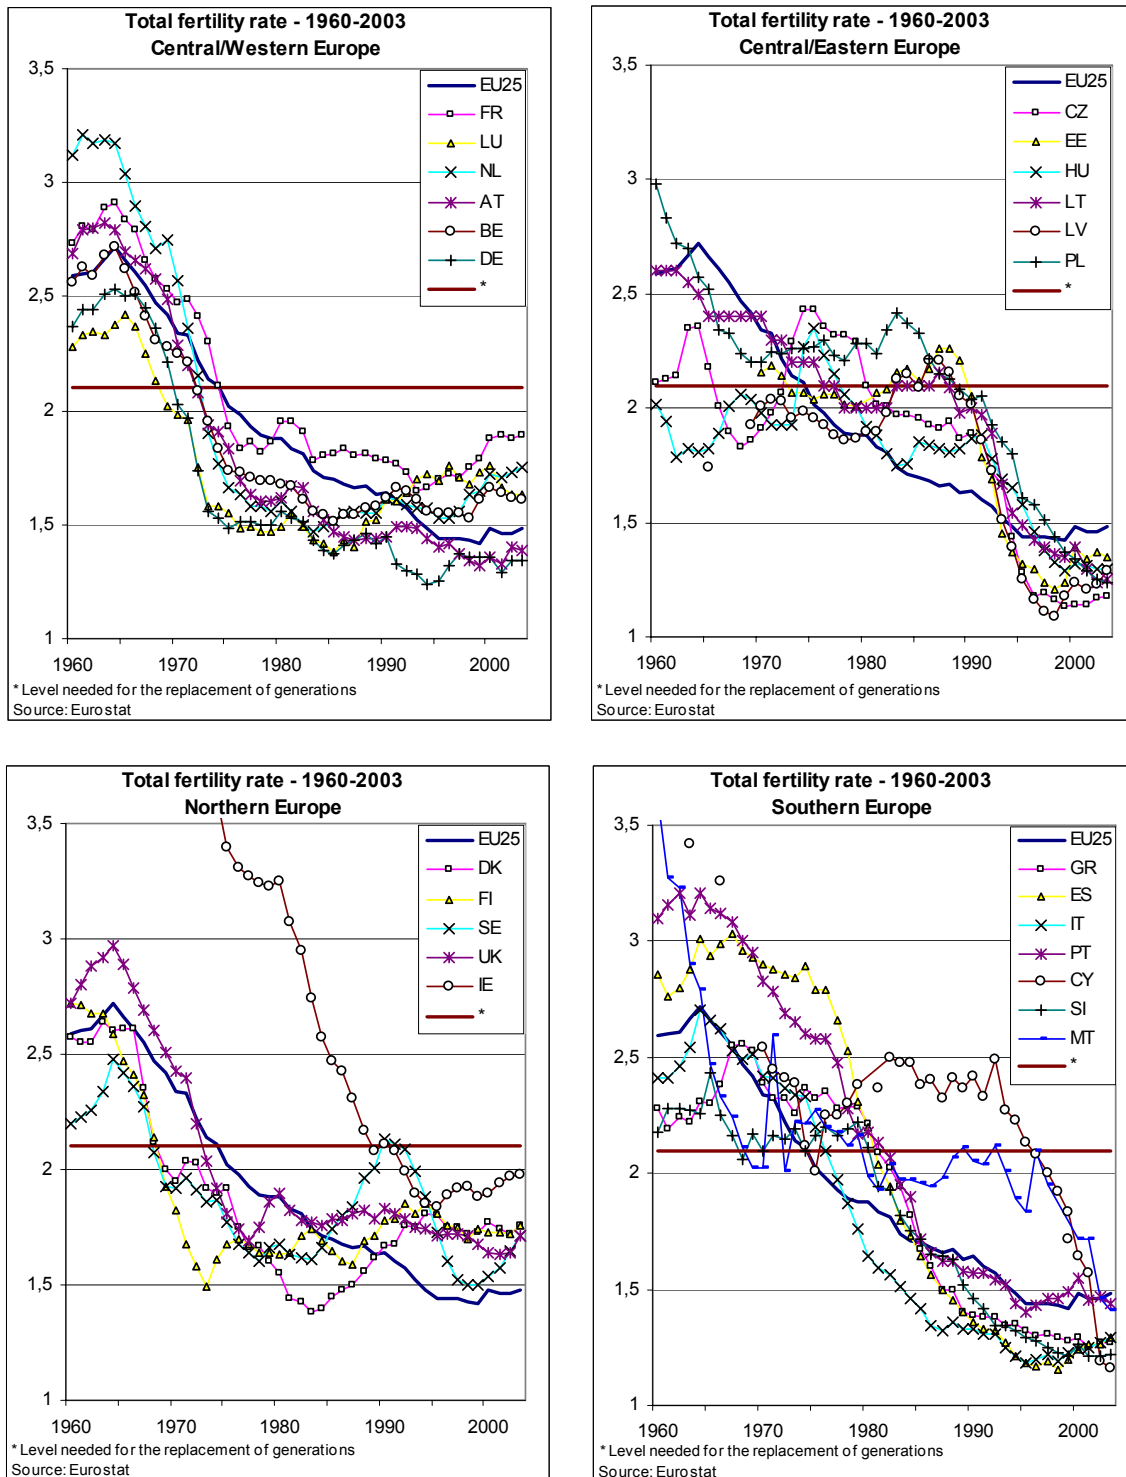 Total fertility rate - 1960-2003
Central/Western Europe
3,5
3
2,5
2
1,5
1
1960
1970
1980
1990
2000
EU25
FR
LU
NL
AT
BE
DE
*
* Level needed for the replacement of generations
Source: Eurostat
Total fertility rate - 1960-2003
Central/Eastern Europe
3,5
3
2,5
2
1,5
1
1960
1970
1980
1990
2000
EU25
CZ
EE
HU
LT
LV
PL
*
* Level needed for the replacement of generations
Source: Eurostat
Total fertility rate - 1960-2003
Northern Europe
3,5
3
2,5
2
1,5
1
1960
1970
1980
1990
2000
EU25
DK
FI
SE
UK
IE
*
* Level needed for the replacement of generations
Source: Eurostat
Total fertility rate - 1960-2003
Southern Europe
3,5
3
2,5
2
1,5
1
1960
1970
1980
1990
2000
EU25
GR
ES
IT
PT
CY
SI
MT
*
* Level needed for the replacement of generations
Source: Eurostat